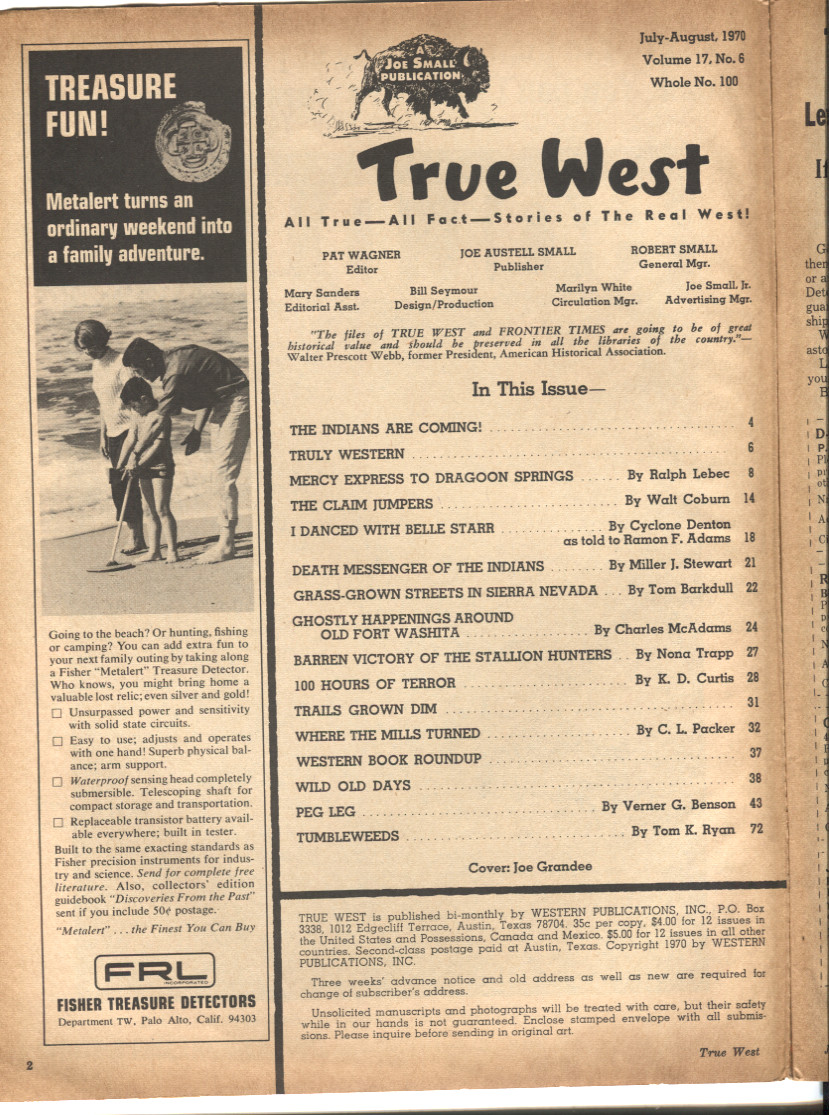 TREASURE
FUN!
Metalert turns an
ordinary weekend into
a family adventure.
Going to the beach? Or hunting, fishing
or camping? You can add extra fun to
your next family outing by taking along
a Fisher "Metalert" Treasure Detector.
Who knows, you might bring home a
valuable lost relic; even silver and gold!
☐ Unsurpassed power and sensitivity
with solid state circuits.
☐ Easy to use; adjusts and operates
with one hand! Superb physical bal-
ance; arm support.
☐ Waterproof sensing head completely
submersible. Telescoping shaft for
compact storage and transportation.
☐ Replaceable transistor battery avail-
able everywhere; built in tester.
Built to the same exacting standards as
Fisher precision instruments for indus-
try and science. Send for complete free
literature. Also, collectors' edition
guidebook "Discoveries From the Past"
sent if you include 50¢ postage.
"Metalert" . . . the Finest You Can Buy
FRL
INCORPORATED
FISHER TREASURE DETECTORS
Department TW, Palo Alto, Calif. 94303
2
A
JOE SMALL
PUBLICATION
July-August, 1970
Volume 17, No. 6
Whole No. 100
True West
All True—All Fact—Stories of The Real West!
PAT WAGNER JOE AUSTELL SMALL ROBERT SMALL
Editor Publisher General Mgr.
Mary Sanders Bill Seymour Marilyn White Joe Small, Jr.
Editorial Asst. Design/Production Circulation Mgr. Advertising Mgr.
"The files of TRUE WEST and FRONTIER TIMES are going to be of great
historical value and should be preserved in all the libraries of the country."—
Walter Prescott Webb, former President, American Historical Association.
In This Issue—
THE INDIANS ARE COMING! 4
TRULY WESTERN 6
MERCY EXPRESS TO DRAGOON SPRINGS By Ralph Lebec 8
THE CLAIM JUMPERS By Walt Coburn 14
I DANCED WITH BELLE STARR By Cyclone Denton
as told to Ramon F. Adams 18
DEATH MESSENGER OF THE INDIANS By Miller J. Stewart 21
GRASS-GROWN STREETS IN SIERRA NEVADA By Tom Barkdull 22
GHOSTLY HAPPENINGS AROUND
OLD FORT WASHITA By Charles McAdams 24
BARREN VICTORY OF THE STALLION HUNTERS By Nona Trapp 27
100 HOURS OF TERROR By K. D. Curtis 28
TRAILS GROWN DIM 31
WHERE THE MILLS TURNED By C. L. Packer 32
WESTERN BOOK ROUNDUP 37
WILD OLD DAYS 38
PEG LEG By Verner G. Benson 43
TUMBLEWEEDS By Tom K. Ryan 72
Cover: Joe Grandee
TRUE WEST is published bi-monthly by WESTERN PUBLICATIONS, INC., P.O. Box
3338, 1012 Edgecliff Terrace, Austin, Texas 78704. 35c per copy, $4.00 for 12 issues in
the United States and Possessions, Canada and Mexico. $5.00 for 12 issues in all other
countries. Second-class postage paid at Austin, Texas. Copyright 1970 by WESTERN
PUBLICATIONS, INC.
Three weeks' advance notice and old address as well as new are required for
change of subscriber's address.
Unsolicited manuscripts and photographs will be treated with care, but their safety
while in our hands is not guaranteed. Enclose stamped envelope with all submis-
sions. Please inquire before sending in original art.
True West